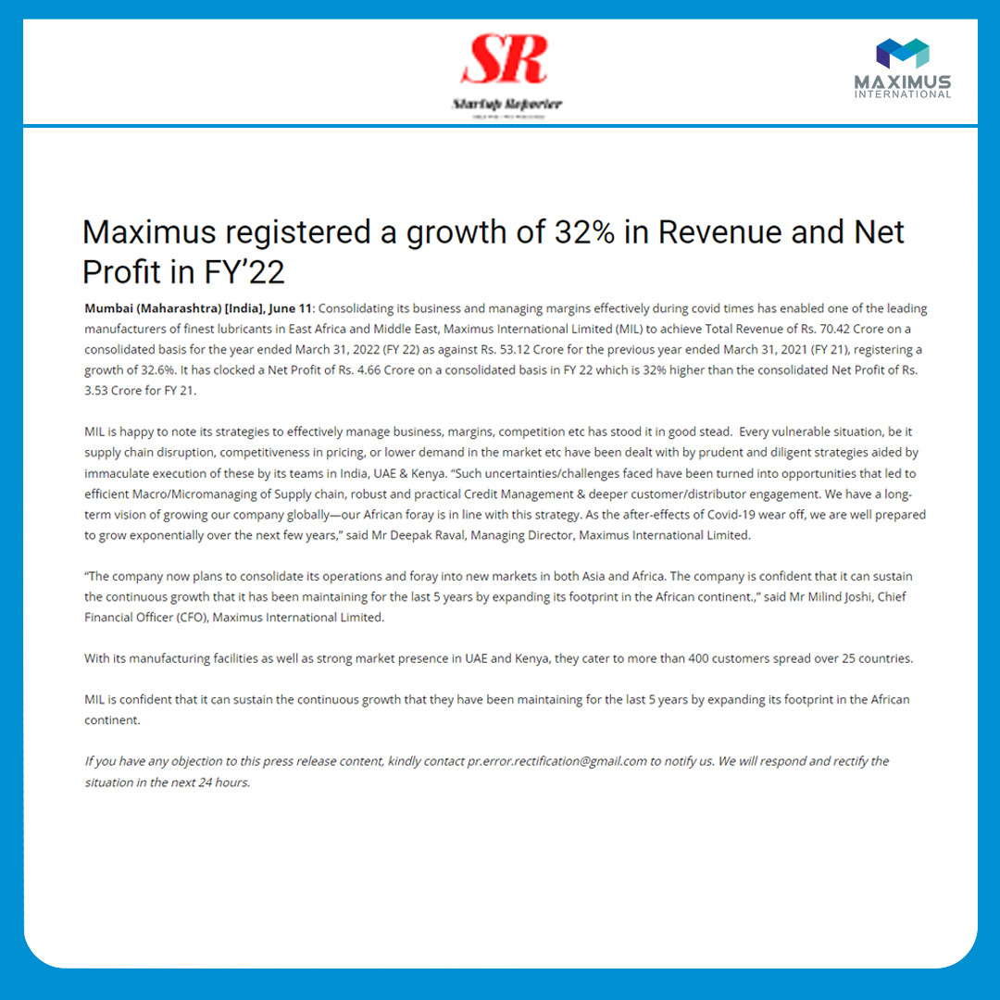 SR
Startup Reporter
MAXIMUS
INTERNATIONAL
Maximus registered a growth of 32% in Revenue and Net
Profit in FY’22
Mumbai (Maharashtra) [India], June 11: Consolidating its business and managing margins effectively during covid times has enabled one of the leading
manufacturers of finest lubricants in East Africa and Middle East, Maximus International Limited (MIL) to achieve Total Revenue of Rs. 70.42 Crore on a
consolidated basis for the year ended March 31, 2022 (FY 22) as against Rs. 53.12 Crore for the previous year ended March 31, 2021 (FY 21), registering a
growth of 32.6%. It has clocked a Net Profit of Rs. 4.66 Crore on a consolidated basis in FY 22 which is 32% higher than the consolidated Net Profit of Rs.
3.53 Crore for FY 21.
MIL is happy to note its strategies to effectively manage business, margins, competition etc has stood it in good stead.  Every vulnerable situation, be it
supply chain disruption, competitiveness in pricing, or lower demand in the market etc have been dealt with by prudent and diligent strategies aided by
immaculate execution of these by its teams in India, UAE & Kenya. “Such uncertainties/challenges faced have been turned into opportunities that led to
efficient Macro/Micromanaging of Supply chain, robust and practical Credit Management & deeper customer/distributor engagement. We have a long-
term vision of growing our company globally—our African foray is in line with this strategy. As the after-effects of Covid-19 wear off, we are well prepared
to grow exponentially over the next few years,” said Mr Deepak Raval, Managing Director, Maximus International Limited.
“The company now plans to consolidate its operations and foray into new markets in both Asia and Africa. The company is confident that it can sustain
the continuous growth that it has been maintaining for the last 5 years by expanding its footprint in the African continent.,” said Mr Milind Joshi, Chief
Financial Officer (CFO), Maximus International Limited.
With its manufacturing facilities as well as strong market presence in UAE and Kenya, they cater to more than 400 customers spread over 25 countries.
MIL is confident that it can sustain the continuous growth that they have been maintaining for the last 5 years by expanding its footprint in the African
continent.
If you have any objection to this press release content, kindly contact pr.error.rectification@gmail.com to notify us. We will respond and rectify the
situation in the next 24 hours.